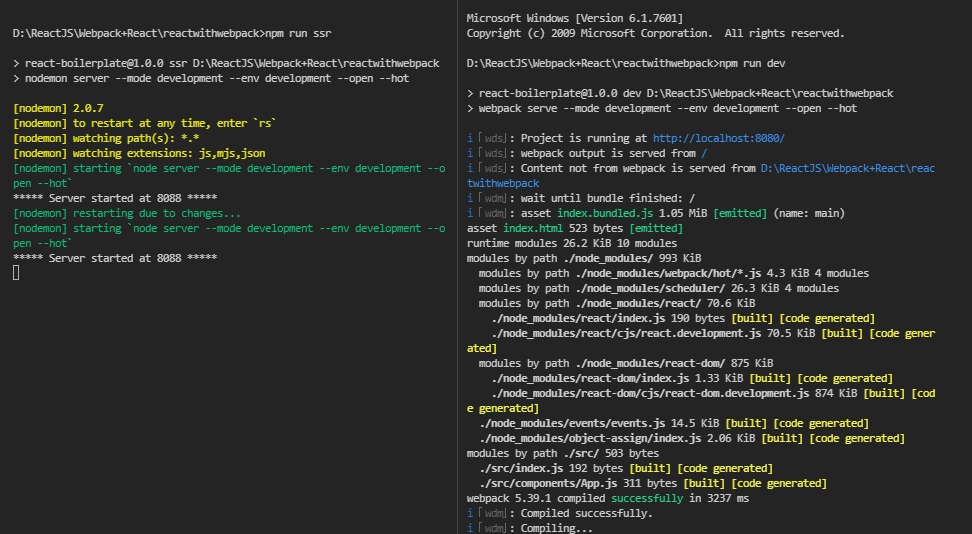 D:\ReactJS\Webpack+React\reactwithwebpack>npm run ssr
> react-boilerplate@1.0.0 ssr D:\ReactJS\Webpack+React\reactwithwebpack
> nodemon server --mode development --env development --open --hot
[nodemon] 2.0.7
[nodemon] to restart at any time, enter `rs`
[nodemon] watching path(s): *.*
[nodemon] watching extensions: js,mjs,json
[nodemon] starting `node server --mode development --env development --o
pen --hot`
***** Server started at 8088 *****
[nodemon] restarting due to changes...
[nodemon] starting `node server --mode development --env development --o
pen --hot`
***** Server started at 8088 *****
Microsoft Windows [Version 6.1.7601]
Copyright (c) 2009 Microsoft Corporation.  All rights reserved.
D:\ReactJS\Webpack+React\reactwithwebpack>npm run dev
> react-boilerplate@1.0.0 dev D:\ReactJS\Webpack+React\reactwithwebpack
> webpack serve --mode development --env development --open --hot
i ｢wds｣: Project is running at http://localhost:8080/
i ｢wds｣: webpack output is served from /
i ｢wds｣: Content not from webpack is served from D:\ReactJS\Webpack+React\reac
twithwebpack
i ｢wdm｣: wait until bundle finished: /
i ｢wdm｣: asset index.bundled.js 1.05 MiB [emitted] (name: main)
asset index.html 523 bytes [emitted]
runtime modules 26.2 KiB 10 modules
modules by path ./node_modules/ 993 KiB
  modules by path ./node_modules/webpack/hot/*.js 4.3 KiB 4 modules
  modules by path ./node_modules/scheduler/ 26.3 KiB 4 modules
  modules by path ./node_modules/react/ 70.6 KiB
    ./node_modules/react/index.js 190 bytes [built] [code generated]
    ./node_modules/react/cjs/react.development.js 70.5 KiB [built] [code gener
ated]
  modules by path ./node_modules/react-dom/ 875 KiB
    ./node_modules/react-dom/index.js 1.33 KiB [built] [code generated]
    ./node_modules/react-dom/cjs/react-dom.development.js 874 KiB [built] [cod
e generated]
  ./node_modules/events/events.js 14.5 KiB [built] [code generated]
  ./node_modules/object-assign/index.js 2.06 KiB [built] [code generated]
modules by path ./src/ 503 bytes
  ./src/index.js 192 bytes [built] [code generated]
  ./src/components/App.js 311 bytes [built] [code generated]
webpack 5.39.1 compiled successfully in 3237 ms
i ｢wdm｣: Compiled successfully.
i ｢wdm｣: Compiling...